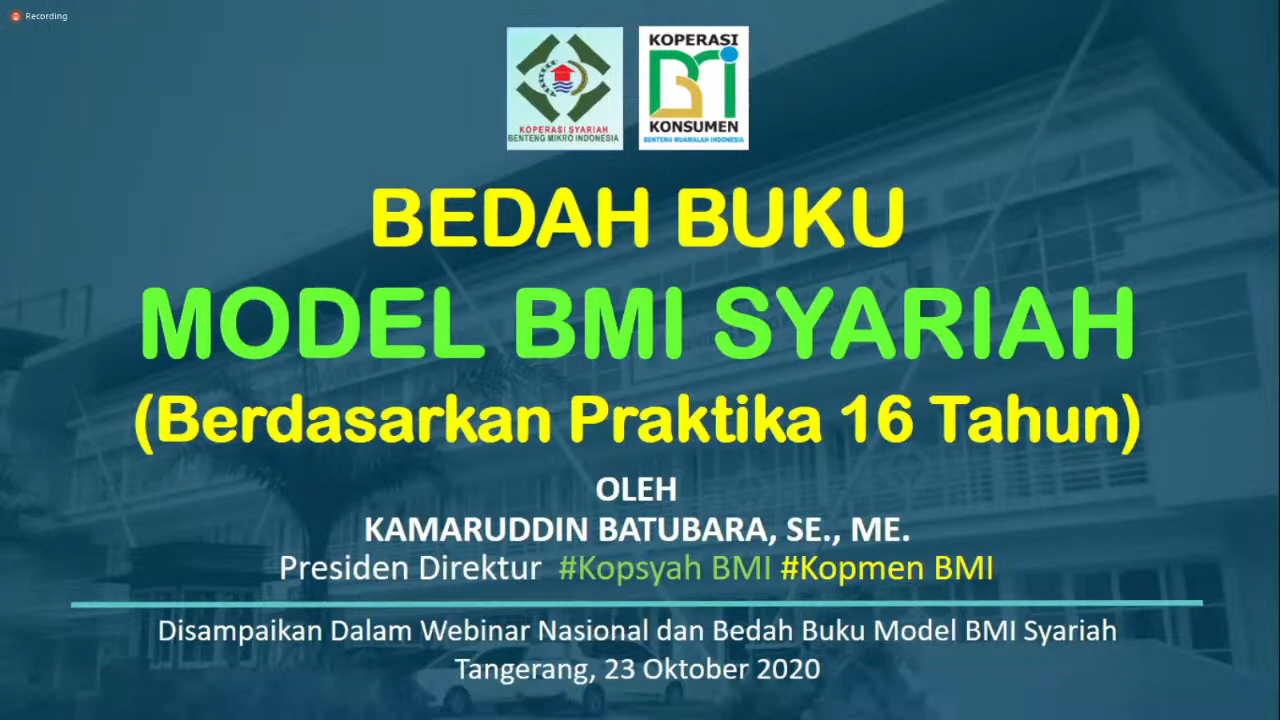 Recording
KOPERASI SYARIAH
BENTENG MIKRO INDONESIA
KOPERASI
BMI
KONSUMEN
BENTENG MUAMALAH INDONESIA
BEDAH BUKU
MODEL BMI SYARIAH
(Berdasarkan Praktika 16 Tahun)
OLEH
KAMARUDDIN BATUBARA, SE., ME.
Presiden Direktur #Kopsyah BMI #Kopmen BMI
Disampaikan Dalam Webinar Nasional dan Bedah Buku Model BMI Syariah
Tangerang, 23 Oktober 2020